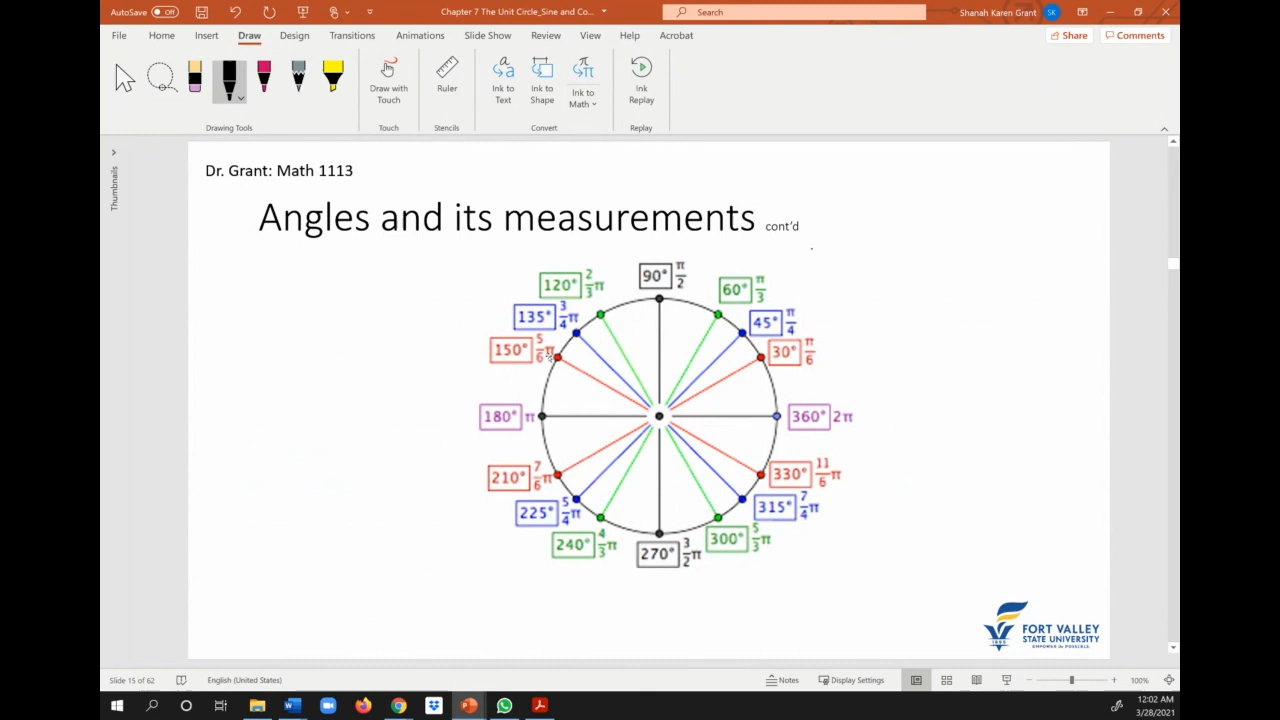 AutoSave Off
Chapter 7 The Unit Circle_Sine and Co...
Search
Shanah Karen Grant SK
File Home Insert Draw Design Transitions Animations Slide Show Review View Help Acrobat Share Comments
Draw with Touch
Ruler
Ink to Text
Ink to Shape
Ink to Math
Ink Replay
Drawing Tools
Touch
Stencils
Convert
Replay
Thumbnails
Dr. Grant: Math 1113
Angles and its measurements cont'd
90° π/2
120° 2/3π
60° π/3
135° 3/4π
45° π/4
150° 5/6π
30° π/6
180° π
360° 2π
210° 7/6π
330° 11/6π
225° 5/4π
315° 7/4π
240° 4/3π
300° 5/3π
270° 3/2π
FORT VALLEY
STATE UNIVERSITY
EMPOWER the POSSIBLE.
1895
Slide 15 of 62
English (United States)
Notes
Display Settings
100%
12:02 AM
3/28/2021